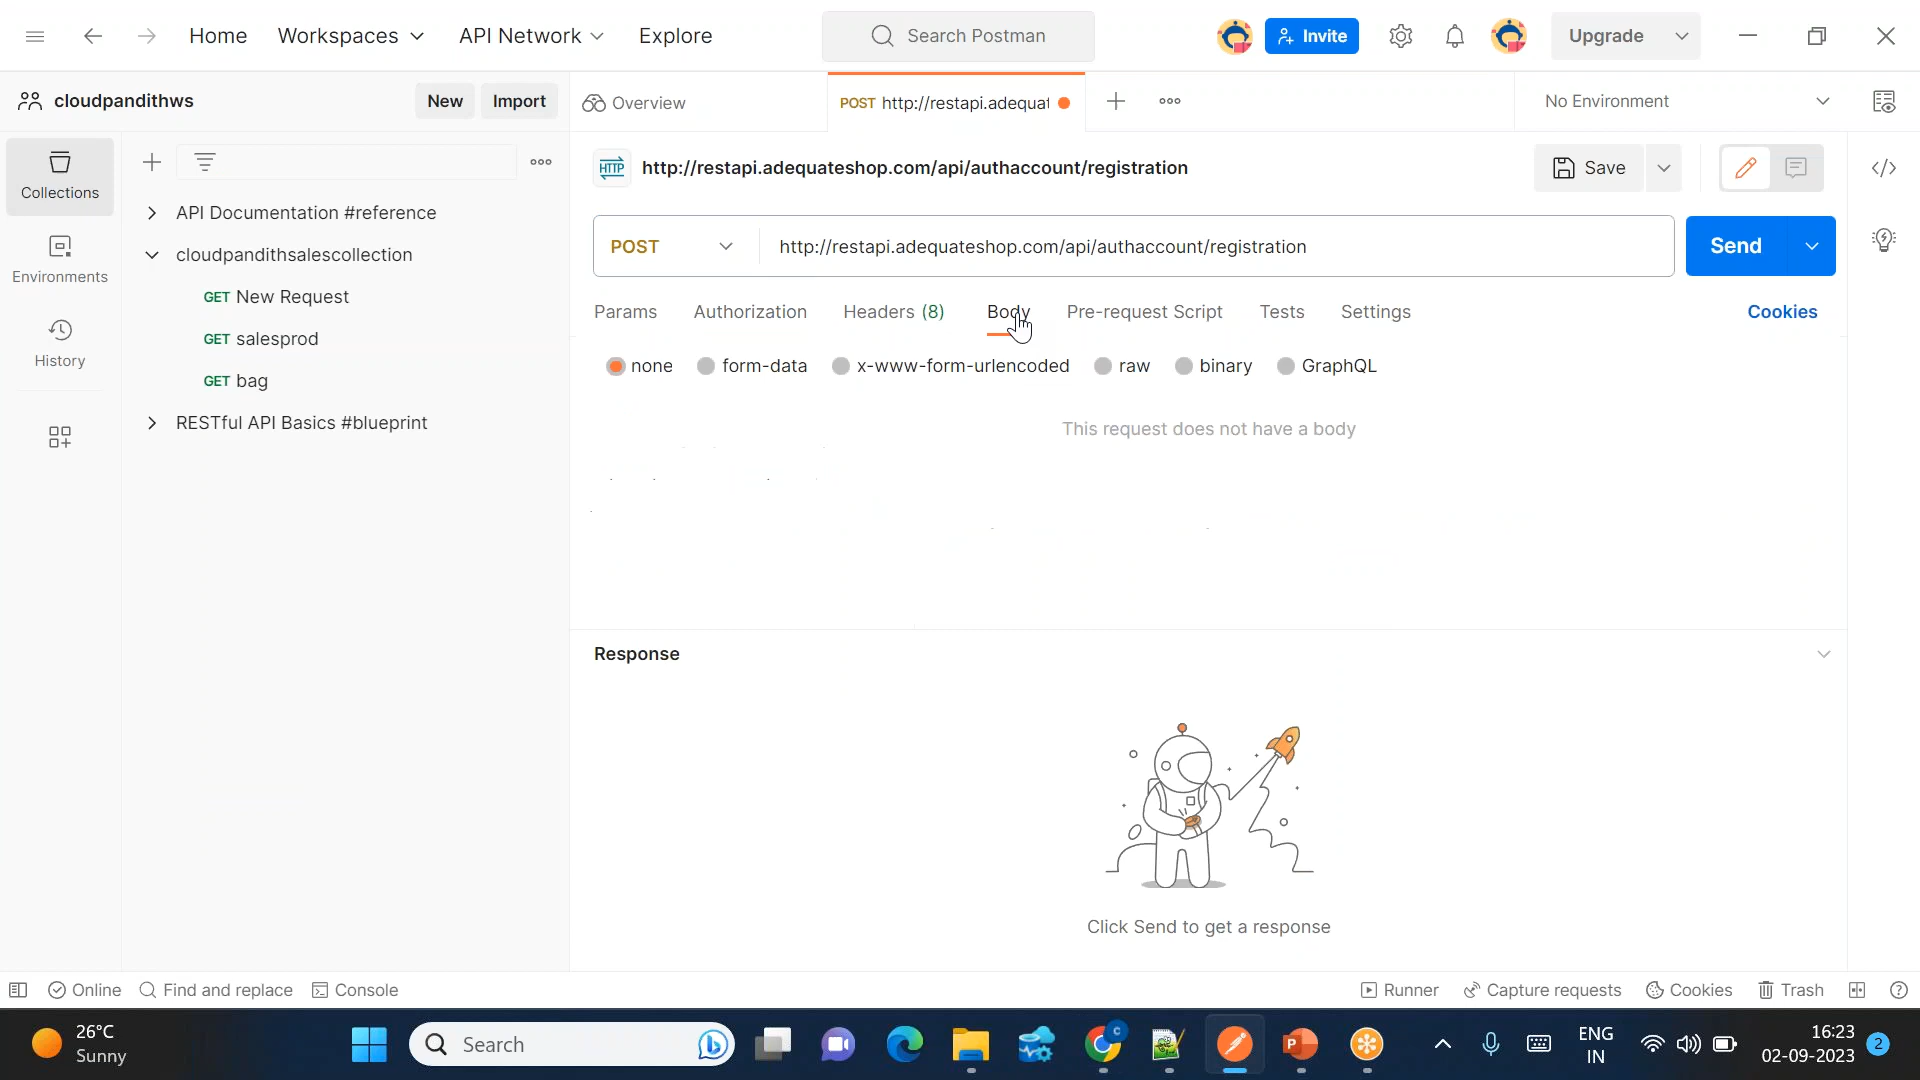 Home
Workspaces
API Network
Explore
Search Postman
Invite
Upgrade
cloudpandithws
New
Import
Overview
POST http://restapi.adequat
No Environment
Collections
Environments
History
API Documentation #reference
cloudpandithsalescollection
GET New Request
GET salesprod
GET bag
RESTful API Basics #blueprint
HTTP http://restapi.adequateshop.com/api/authaccount/registration
Save
POST
http://restapi.adequateshop.com/api/authaccount/registration
Send
Params
Authorization
Headers (8)
Body
Pre-request Script
Tests
Settings
Cookies
none
form-data
x-www-form-urlencoded
raw
binary
GraphQL
This request does not have a body
Response
Click Send to get a response
Online
Find and replace
Console
Runner
Capture requests
Cookies
Trash
26°C
Sunny
Search
C
P
ENG
IN
16:23
02-09-2023
2